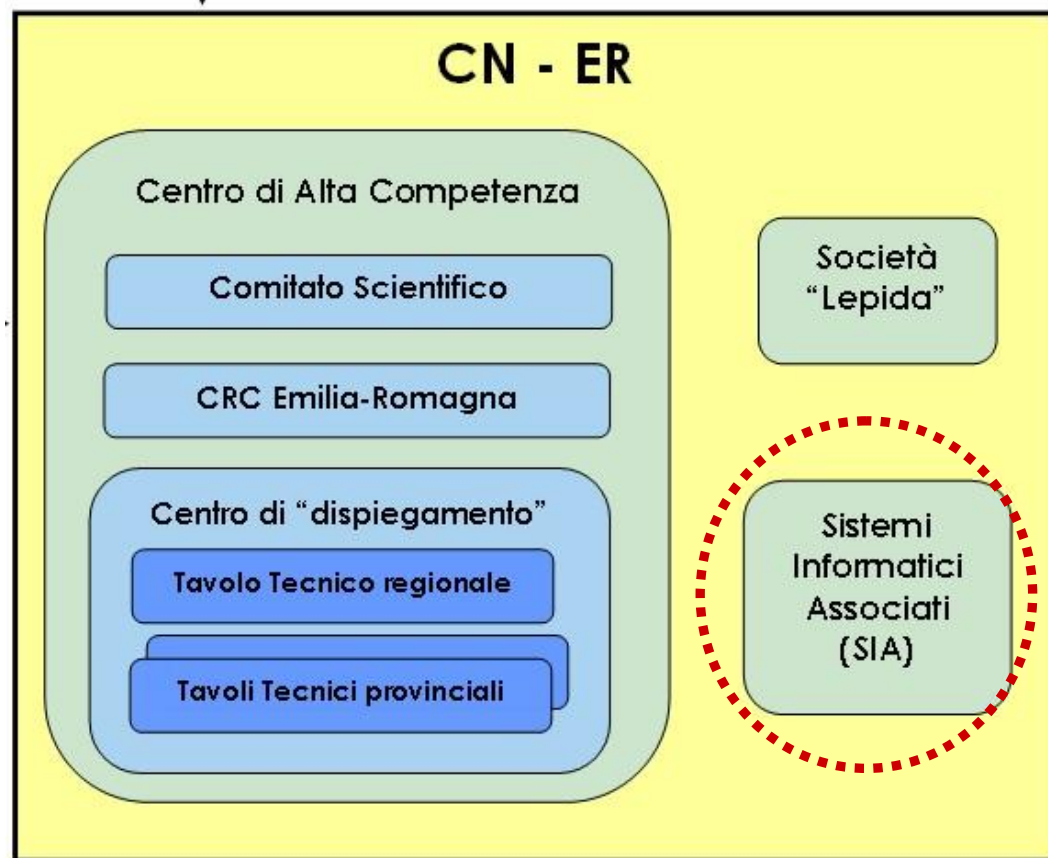 CN - ER
Centro di Alta Competenza
Comitato Scientifico
CRC Emilia-Romagna
Centro di “dispiegamento”
Tavolo Tecnico regionale
Tavoli Tecnici provinciali
Società
“Lepida”
Sistemi
Informatici
Associati
(SIA)